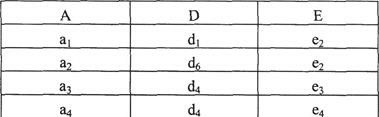 A D E
a₁ d₁ e₂
a₂ d₆ e₂
a₃ d₄ e₃
a₄ d₄ e₄